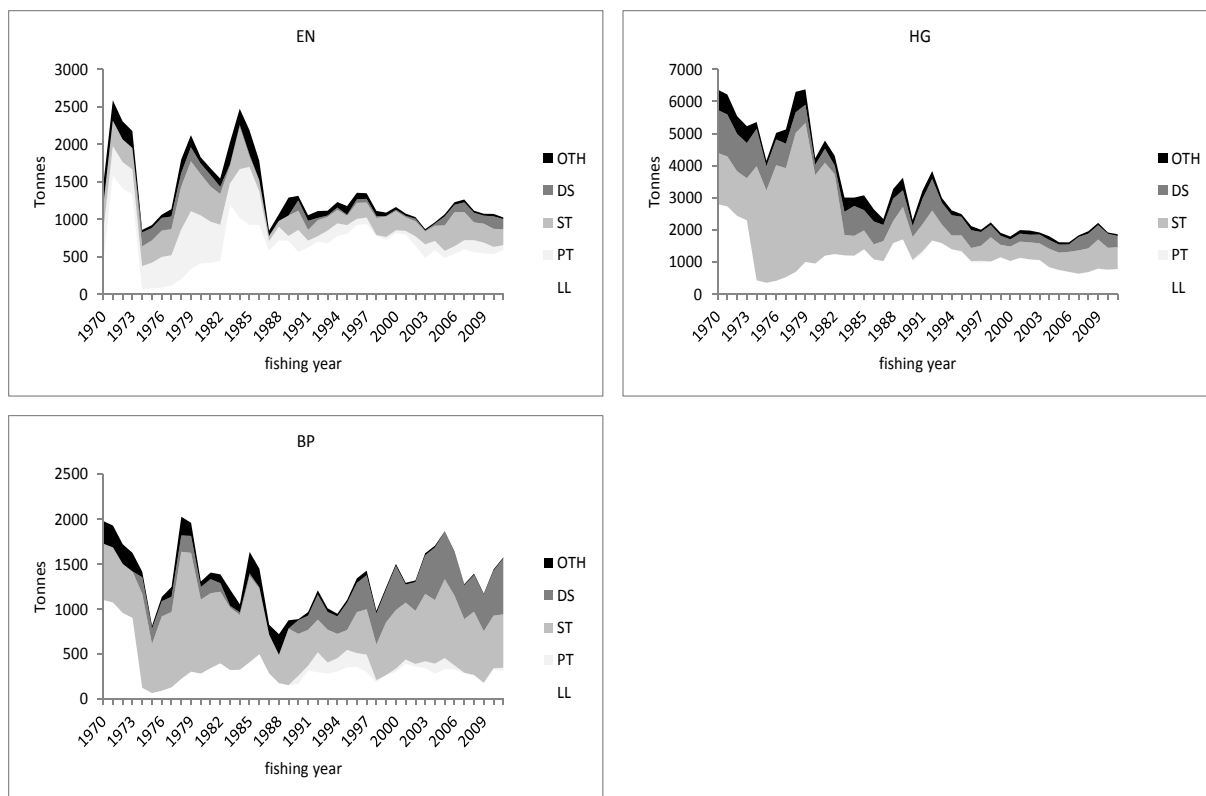 EN
Tonnes
3000
2500
2000
1500
1000
500
0
1970
1973
1976
1979
1982
1985
1988
1991
1994
1997
2000
2003
2006
2009
fishing year
OTH
DS
ST
PT
LL
HG
Tonnes
7000
6000
5000
4000
3000
2000
1000
0
1970
1973
1976
1979
1982
1985
1988
1991
1994
1997
2000
2003
2006
2009
fishing year
OTH
DS
ST
PT
LL
BP
Tonnes
2500
2000
1500
1000
500
0
1970
1973
1976
1979
1982
1985
1988
1991
1994
1997
2000
2003
2006
2009
fishing year
OTH
DS
ST
PT
LL